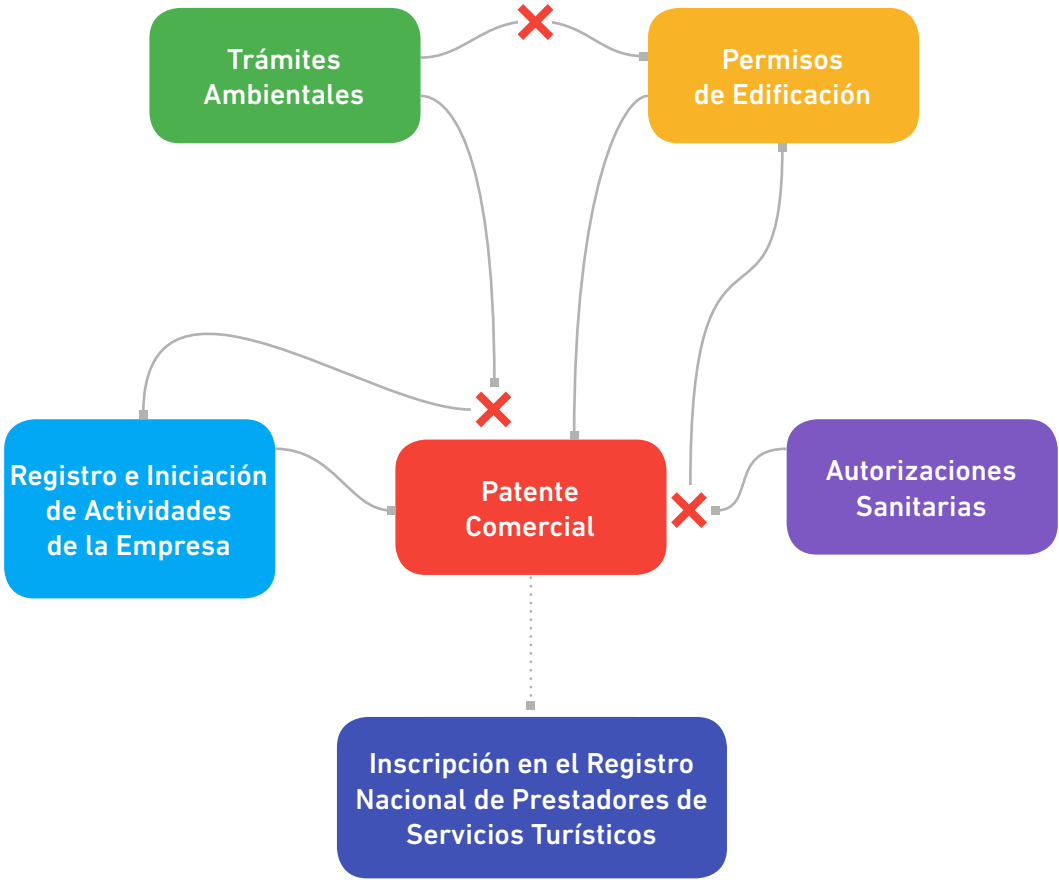 Trámites
Ambientales
Permisos
de Edificación
Registro e Iniciación
de Actividades
de la Empresa
Patente
Comercial
Autorizaciones
Sanitarias
Inscripción en el Registro
Nacional de Prestadores de
Servicios Turísticos